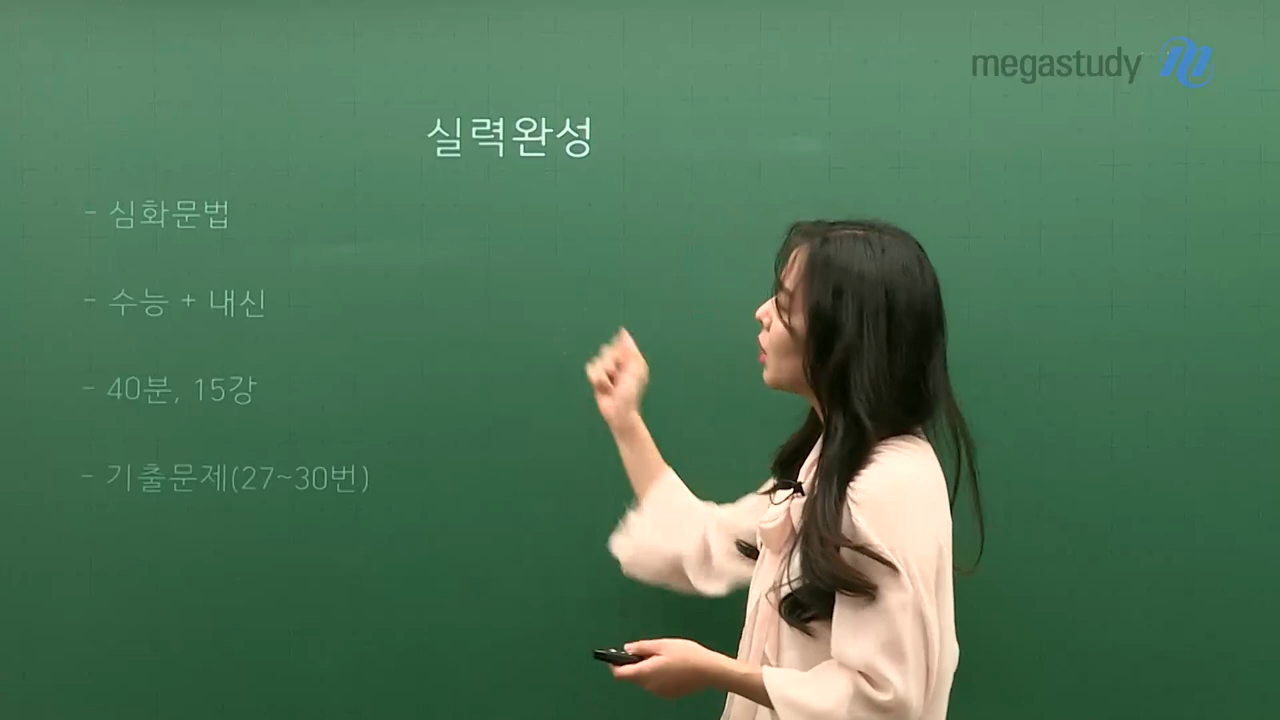 megastudy
실력완성
- 심화문법
- 수능 + 내신
- 40분, 15강
- 기출문제(27~30번)